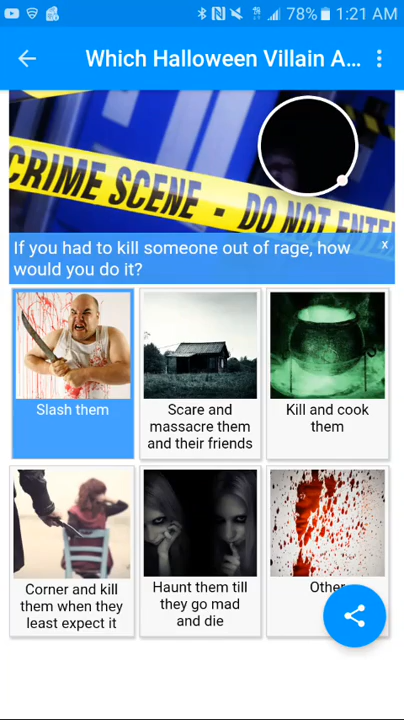 78% 1:21 AM
Which Halloween Villain A...
CRIME SCENE - DO NOT ENTE
If you had to kill someone out of rage, how
would you do it?
x
Slash them
Scare and
massacre them
and their friends
Kill and cook
them
Corner and kill
them when they
least expect it
Haunt them till
they go mad
and die
Other